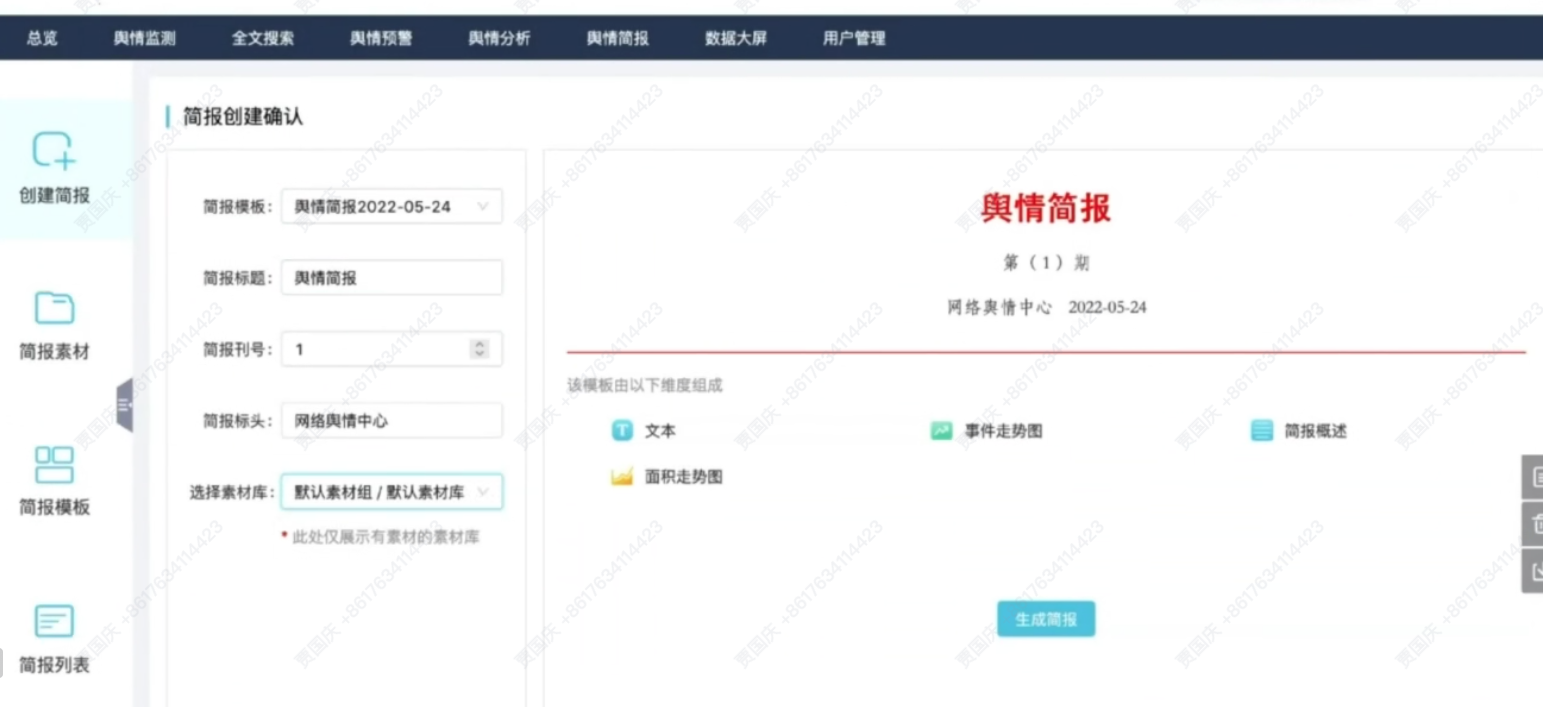 总览 舆情监测 全文搜索 舆情预警 舆情分析 舆情简报 数据大屏 用户管理
创建简报
简报素材
简报模板
简报列表
简报创建确认
简报模板： 舆情简报2022-05-24
简报标题： 舆情简报
简报刊号： 1
简报标头： 网络舆情中心
选择素材库： 默认素材组 / 默认素材库
* 此处仅展示有素材的素材库
舆情简报
第（1）期
网络舆情中心 2022-05-24
该模板由以下维度组成
文本 事件走势图 简报概述
面积走势图
生成简报
贾国庆 +8617634114423